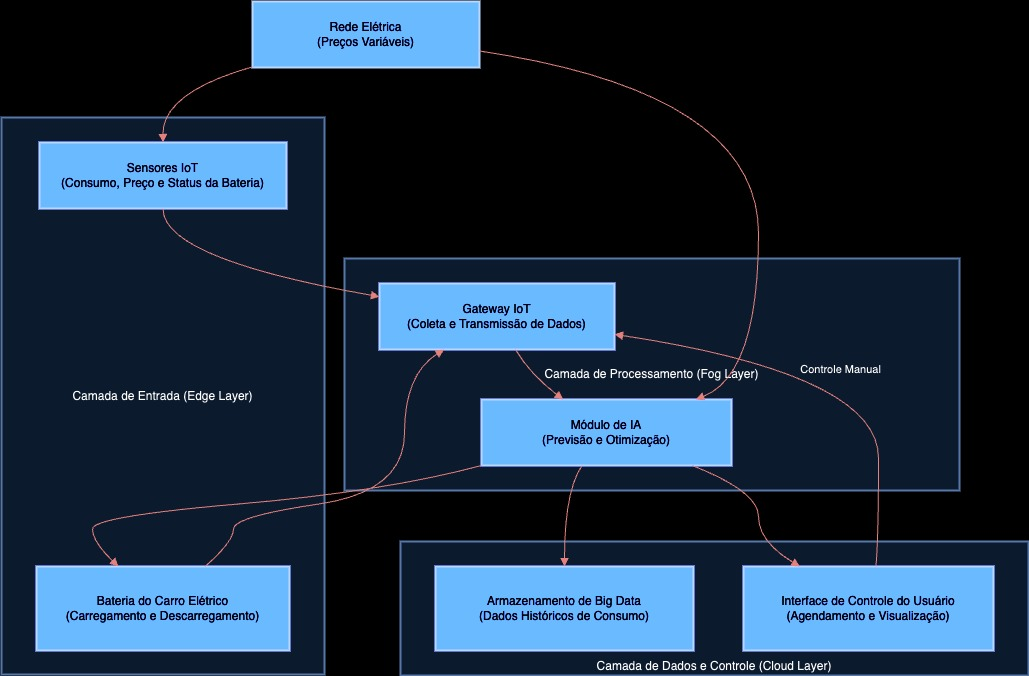 Rede Elétrica
(Preços Variáveis)
Sensores IoT
(Consumo, Preço e Status da Bateria)
Gateway IoT
(Coleta e Transmissão de Dados)
Camada de Processamento (Fog Layer)
Controle Manual
Camada de Entrada (Edge Layer)
Módulo de IA
(Previsão e Otimização)
Bateria do Carro Elétrico
(Carregamento e Descarregamento)
Armazenamento de Big Data
(Dados Históricos de Consumo)
Interface de Controle do Usuário
(Agendamento e Visualização)
Camada de Dados e Controle (Cloud Layer)